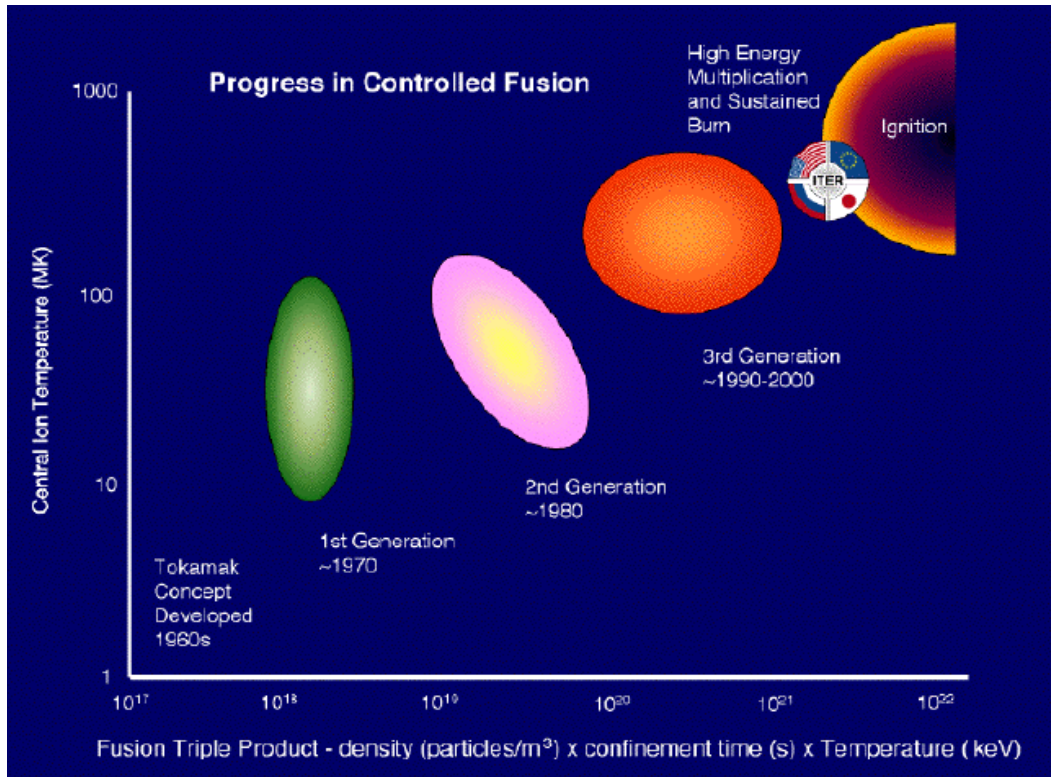 Progress in Controlled Fusion
High Energy
Multiplication
and Sustained
Burn
Ignition
ITER
1000
100
10
1
Central Ion Temperature (MK)
3rd Generation
~1990-2000
2nd Generation
~1980
1st Generation
~1970
Tokamak
Concept
Developed
1960s
10¹⁷ 10¹⁸ 10¹⁹ 10²⁰ 10²¹ 10²²
Fusion Triple Product - density (particles/m³) x confinement time (s) x Temperature (keV)